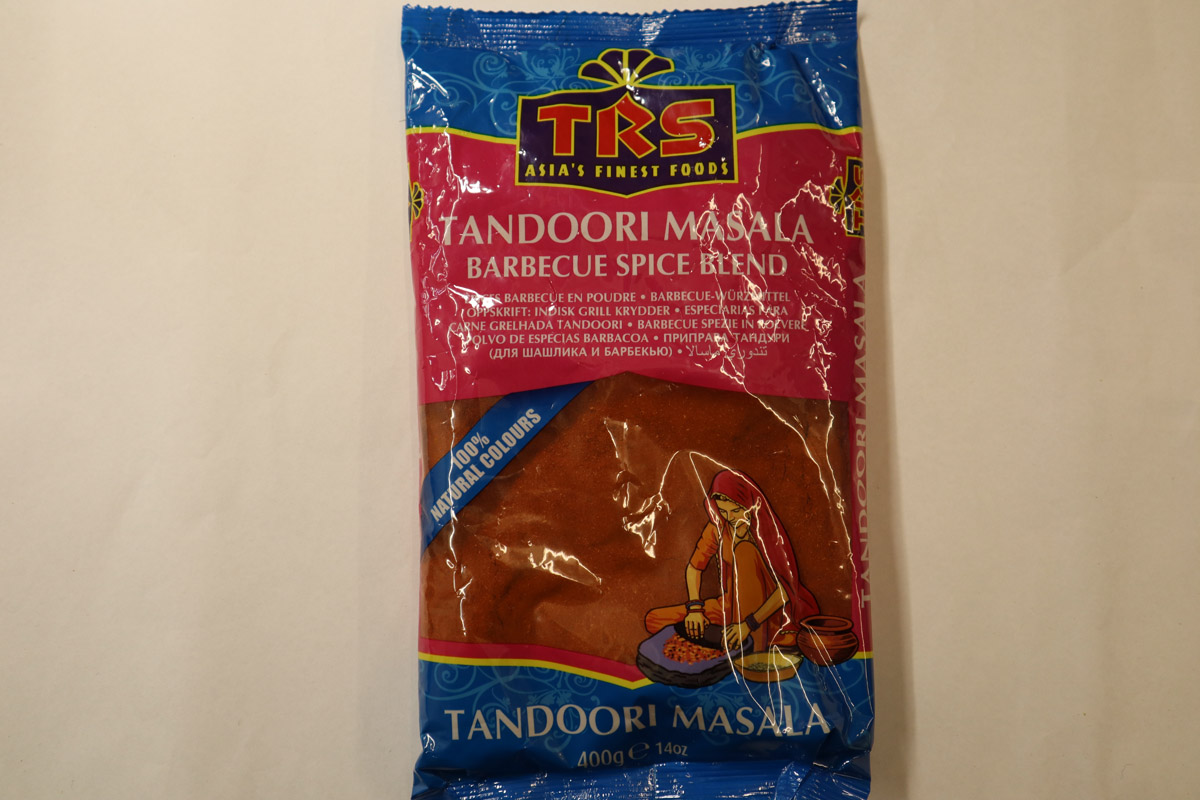 TRS
ASIA'S FINEST FOODS
TANDOORI MASALA
BARBECUE SPICE BLEND
BARBECUE EN POUDRE • BARBECUE-WÜRZMITTEL
OPPSKRIFT: INDISK GRILL KRYDDER • ESPECIARIAS PARA
CARNE GRELHADA TANDOORI • BARBECUE SPEZIE IN POLVERE
POLVO DE ESPECIAS BARBACOA • ПРИПРАВА ТАНДУРИ
(ДЛЯ ШАШЛИКА И БАРБЕКЬЮ) • تندوری
100%
NATURAL COLOURS
TANDOORI MASALA
TANDOORI MASALA
400g e 14oz